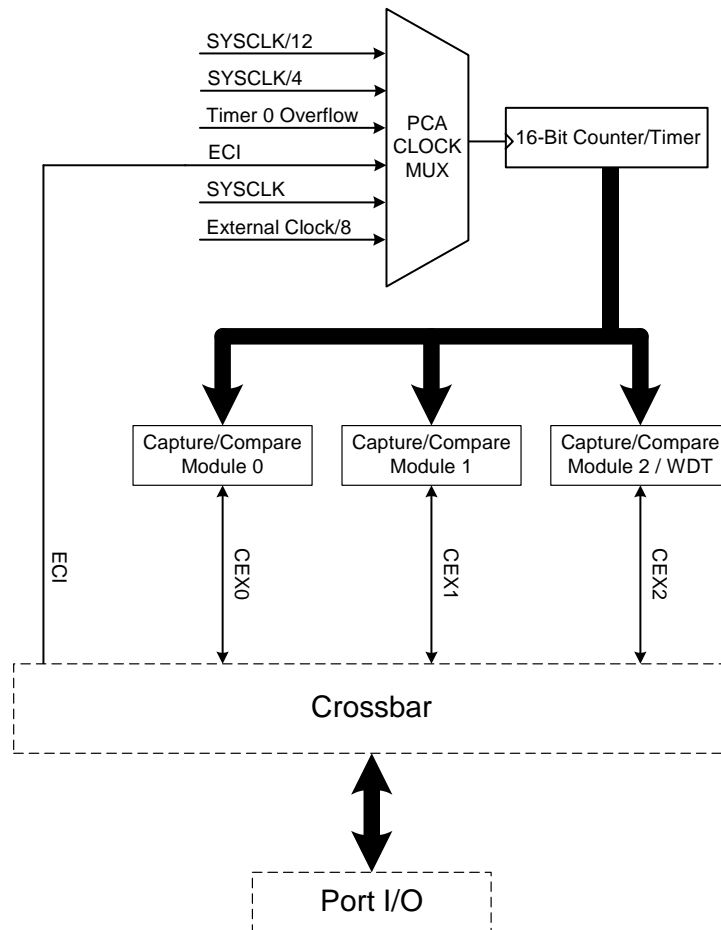 SYSCLK/12
SYSCLK/4
Timer 0 Overflow
ECI
SYSCLK
External Clock/8
PCA
CLOCK
MUX
16-Bit Counter/Timer
Capture/Compare
Module 0
Capture/Compare
Module 1
Capture/Compare
Module 2 / WDT
ECI
CEX0
CEX1
CEX2
Crossbar
Port I/O